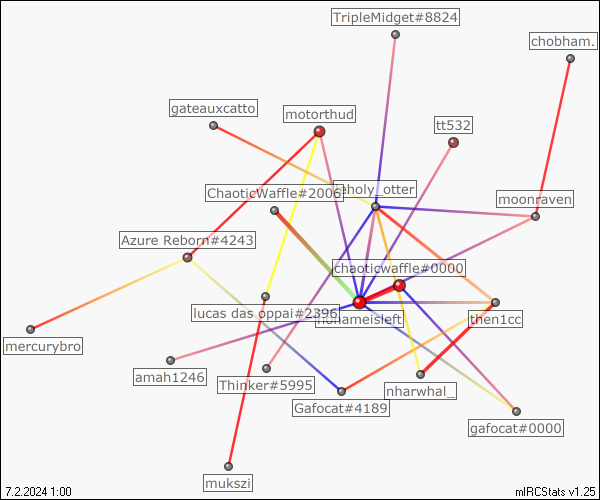 TripleMidget#8824
chobham.
gateauxcatto
motorthud
tt532
ChaoticWaffle#2006
eholy_otter
moonraven
Azure Reborn#4243
chaoticwaffle#0000
lucas das oppai#2396
nonameisleft
then1cc
mercurybro
amah1246
Thinker#5995
nharwhal_
Gafocat#4189
gafocat#0000
mukszi
7.2.2024 1:00
mIRCStats v1.25